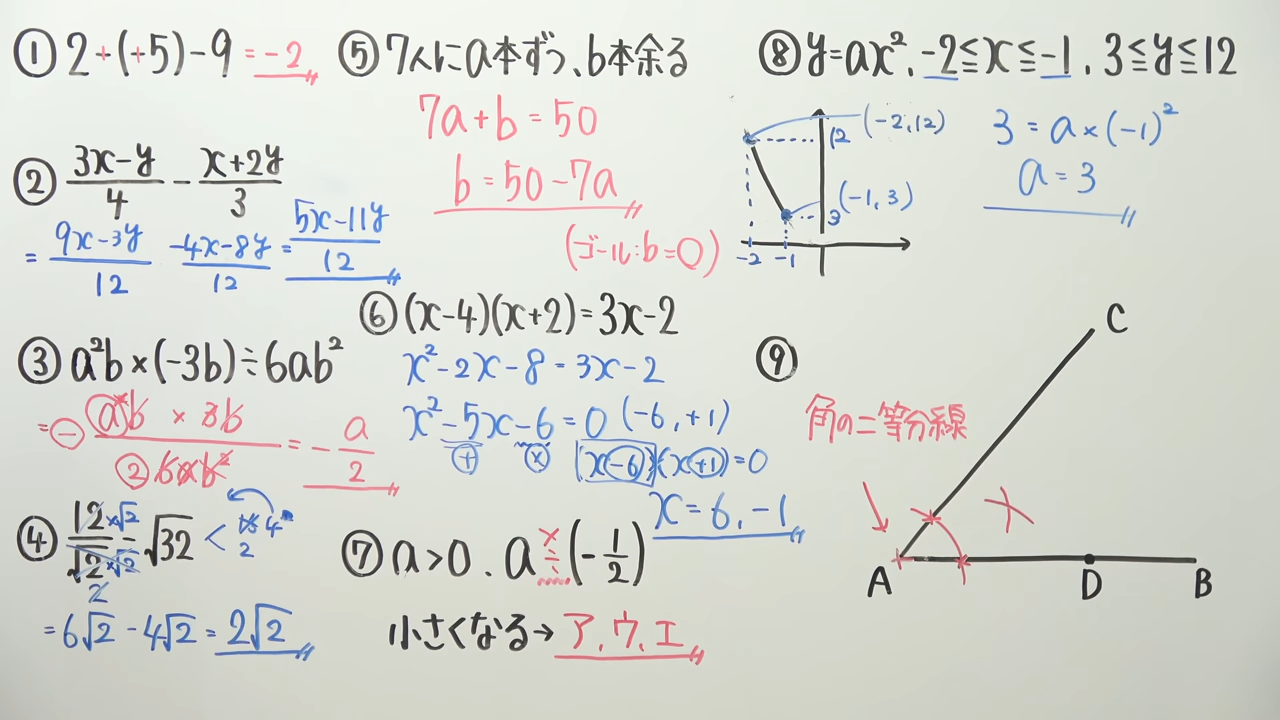 ① 2+(+5)-9 = -2
② (3x-y)/4 - (x+2y)/3
= (9x-3y)/12 (-4x-8y)/12 = (5x-11y)/12
③ a²b×(-3b)÷6ab²
= - (a²b × 3b)/(6ab²) = - a/2
②
④ 12×√2/√2×√2 - √32 < 16 4
2
2
= 6√2 - 4√2 = 2√2
⑤ 7人にa本ずつ、b本余る
7a+b=50
b=50-7a
(ゴール:b=○)
⑥ (x-4)(x+2)=3x-2
x²-2x-8=3x-2
x²-5x-6=0 (-6,+1)
+ × (x-6)(x+1)=0
x=6,-1
⑦ a>0. a÷(-1/2)
×
小さくなる→ア,ウ,エ
⑧ y=ax², -2≦x≦-1, 3≦y≦12
(-2,12)
12
(-1,3)
3
-2 -1
3=a×(-1)²
a=3
⑨
C
角の二等分線
A D B